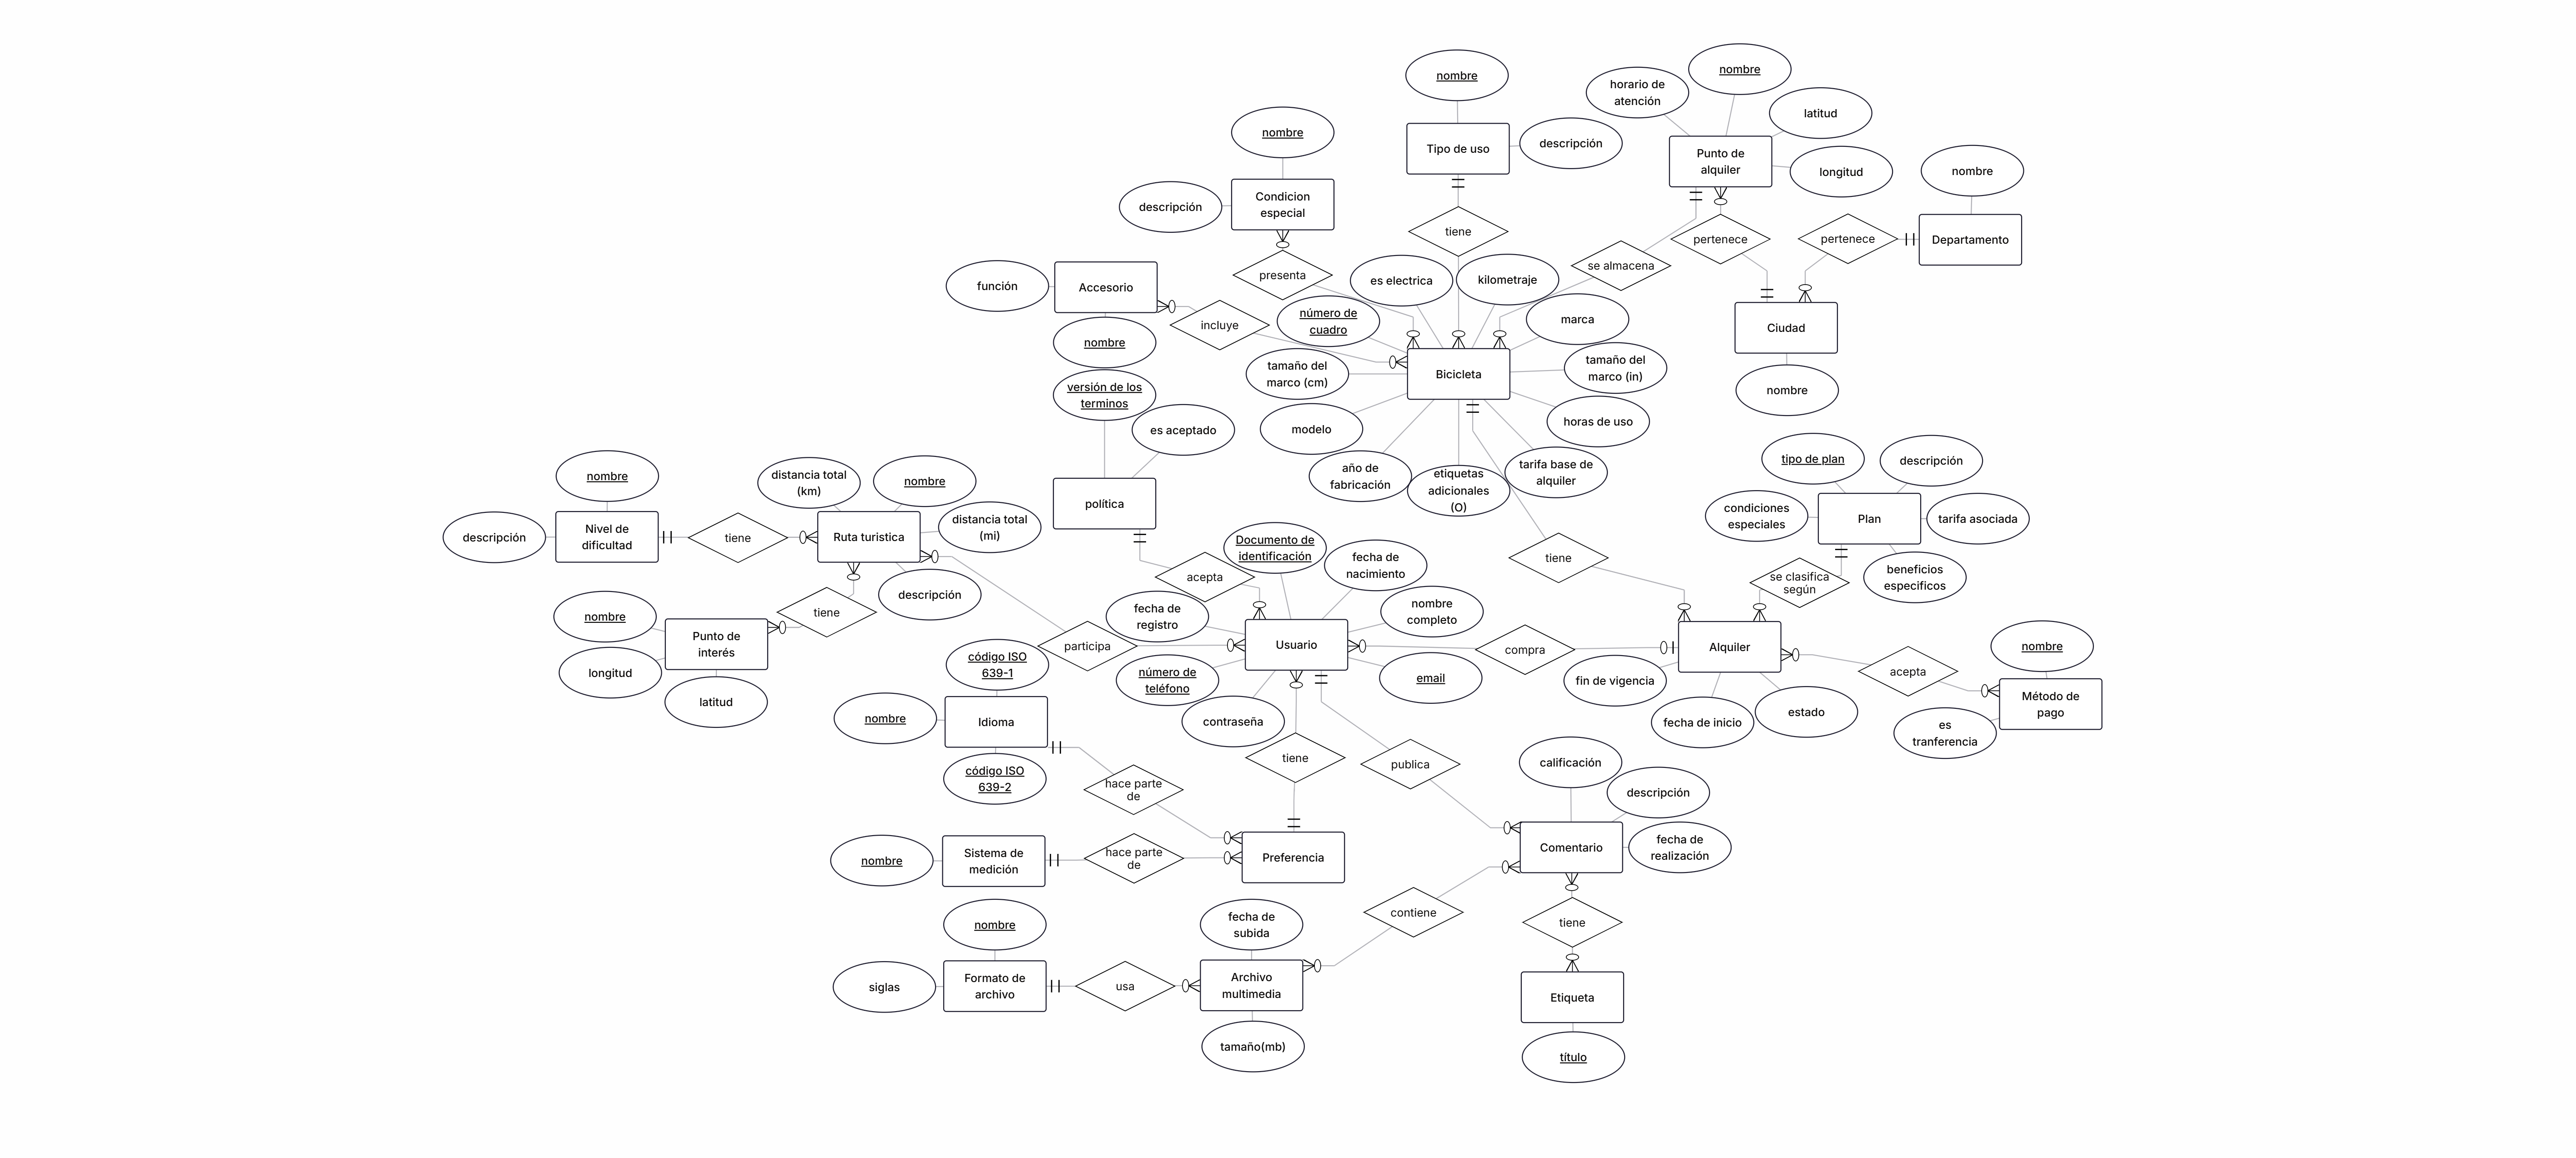 nombre
nombre
horario de
atención
latitud
nombre
Tipo de uso
descripción
Punto de
alquiler
longitud
nombre
descripción
Condicion
especial
tiene
pertenece
pertenece
Departamento
se almacena
presenta
es electrica
kilometraje
función
Accesorio
incluye
número de
cuadro
marca
Ciudad
nombre
tamaño del
marco (cm)
Bicicleta
tamaño del
marco (in)
nombre
versión de los
terminos
es aceptado
modelo
horas de uso
año de
fabricación
etiquetas
adicionales
(O)
tarifa base de
alquiler
tipo de plan
descripción
nombre
distancia total
(km)
nombre
política
condiciones
especiales
Plan
tarifa asociada
descripción
Nivel de
dificultad
tiene
Ruta turistica
distancia total
(mi)
Documento de
identificación
fecha de
nacimiento
tiene
se clasifica
según
beneficios
especificos
acepta
descripción
nombre
tiene
fecha de
registro
nombre
completo
Punto de
interés
participa
Usuario
compra
Alquiler
nombre
longitud
código ISO
639-1
número de
teléfono
email
fin de vigencia
acepta
latitud
nombre
Idioma
contraseña
fecha de inicio
estado
Método de
pago
es
tranferencia
código ISO
639-2
hace parte
de
tiene
publica
calificación
descripción
nombre
Sistema de
medición
hace parte
de
Preferencia
Comentario
fecha de
realización
nombre
fecha de
subida
contiene
tiene
siglas
Formato de
archivo
usa
Archivo
multimedia
Etiqueta
tamaño(mb)
título